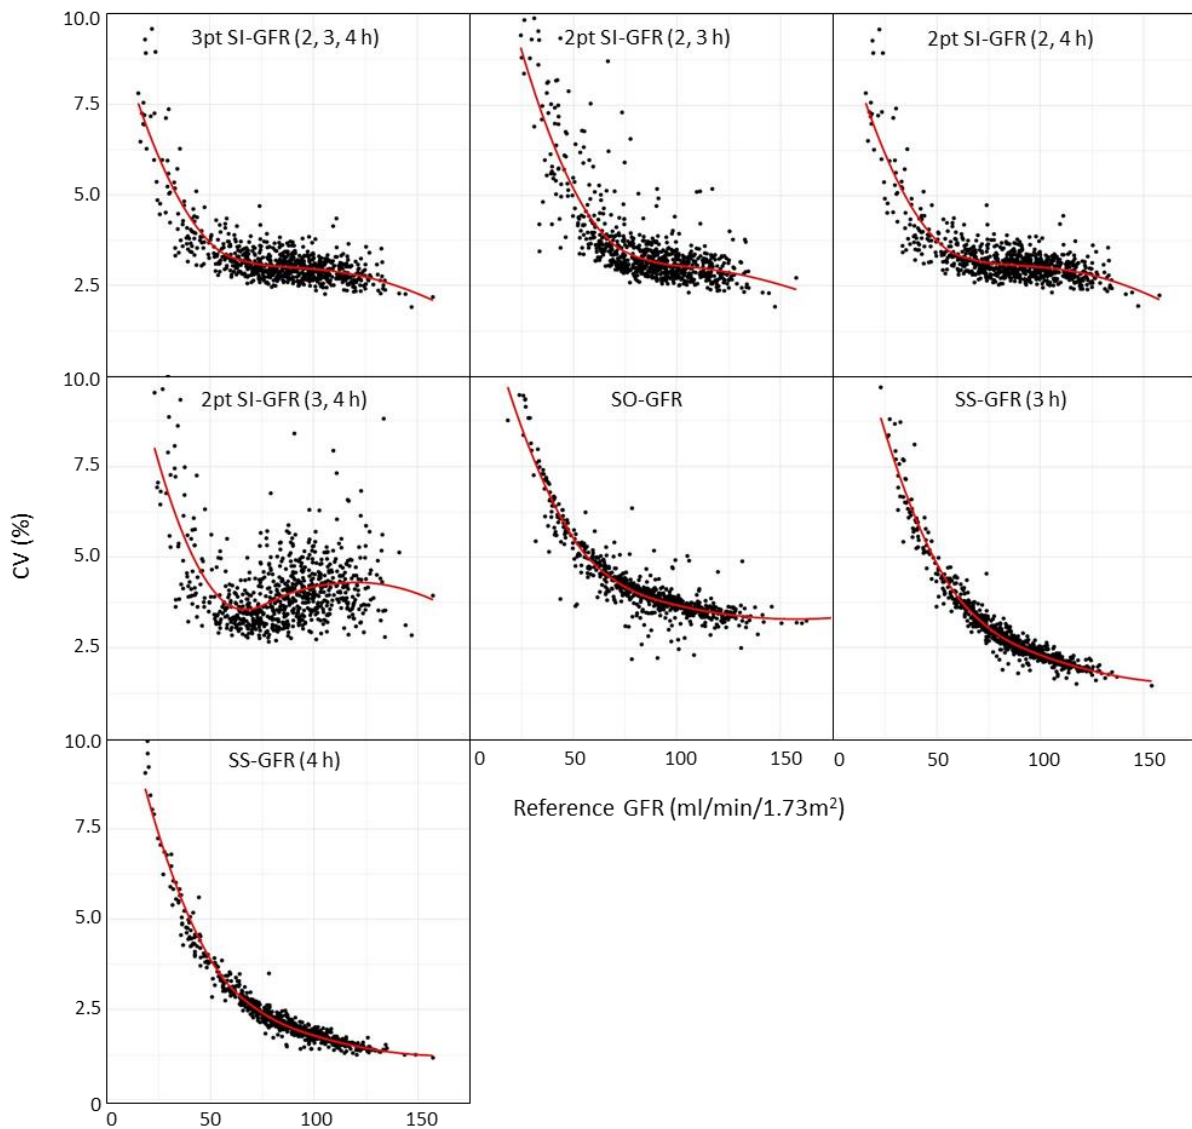 10.0
3pt SI-GFR (2, 3, 4 h)
2pt SI-GFR (2, 3 h)
2pt SI-GFR (2, 4 h)
7.5
5.0
2.5
10.0
2pt SI-GFR (3, 4 h)
SO-GFR
SS-GFR (3 h)
7.5
CV (%)
5.0
2.5
10.0
SS-GFR (4 h)
0 50 100 150 0 50 100 150
Reference GFR (ml/min/1.73m²)
7.5
5.0
2.5
0
0 50 100 150